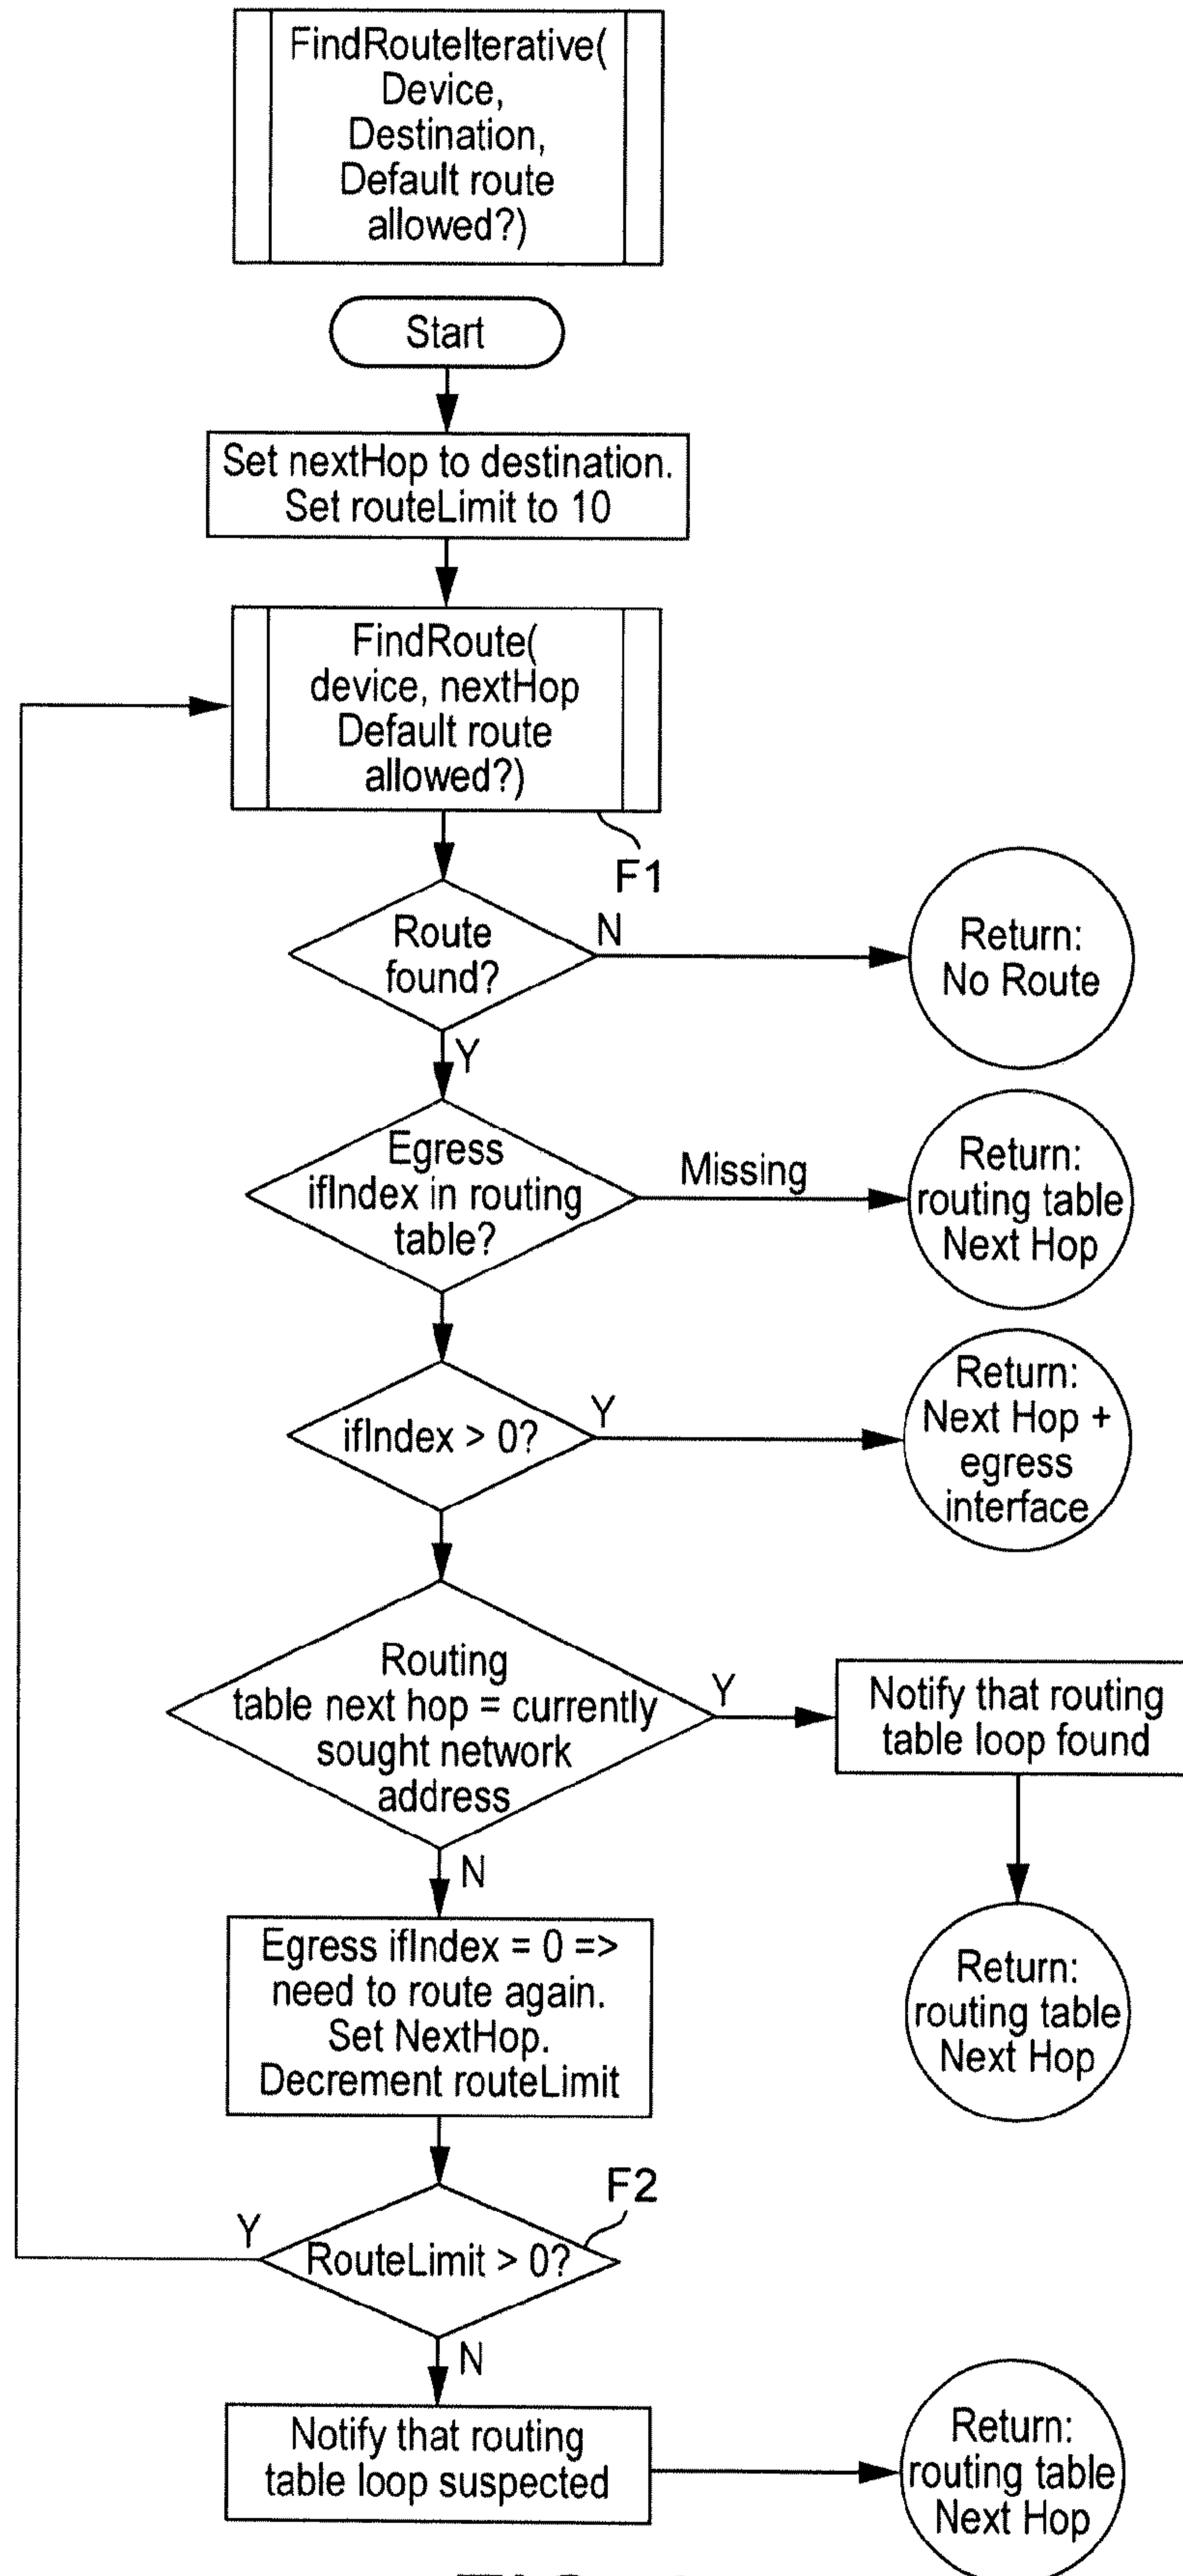 FindRouteIterative(
Device,
Destination,
Default route
allowed?)
Start
Set nextHop to destination.
Set routeLimit to 10
FindRoute(
device, nextHop
Default route
allowed?)
F1
Route
found?
N
Return:
No Route
Y
Egress
ifIndex in routing
table?
Missing
Return:
routing table
Next Hop
ifIndex > 0?
Y
Return:
Next Hop +
egress
interface
Routing
table next hop = currently
sought network
address
Y
Notify that routing
table loop found
Return:
routing table
Next Hop
N
Egress ifIndex = 0 =>
need to route again.
Set NextHop.
Decrement routeLimit
F2
Y
RouteLimit > 0?
N
Notify that routing
table loop suspected
Return:
routing table
Next Hop